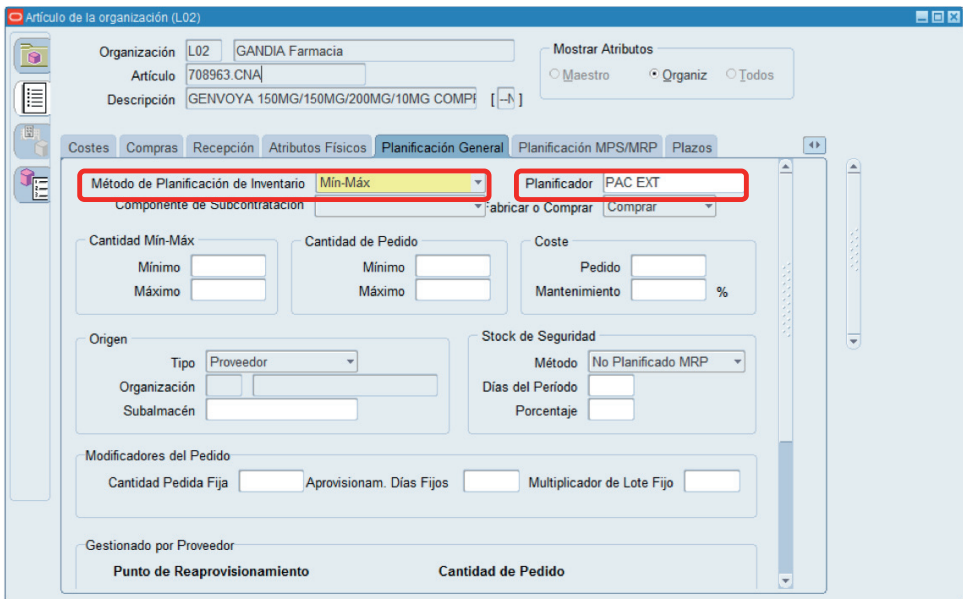 Artículo de la organización (L02)
Organización L02 GANDIA Farmacia
Mostrar Atributos
Artículo 708963.CNA
Maestro Organiz Todos
Descripción GENVOYA 150MG/150MG/200MG/10MG COMPI [ --N ]
Costes Compras Recepción Atributos Físicos Planificación General Planificación MPS/MRP Plazos
Método de Planificación de Inventario Mín-Máx Planificador PAC EXT
Componente de Subcontratación Fabricar o Comprar Comprar
Cantidad Mín-Máx Cantidad de Pedido Coste
Mínimo Mínimo Pedido
Máximo Máximo Mantenimiento %
Origen Stock de Seguridad
Tipo Proveedor Método No Planificado MRP
Organización Días del Período
Subalmacén Porcentaje
Modificadores del Pedido
Cantidad Pedida Fija Aprovisionam. Días Fijos Multiplicador de Lote Fijo
Gestionado por Proveedor
Punto de Reaprovisionamiento Cantidad de Pedido